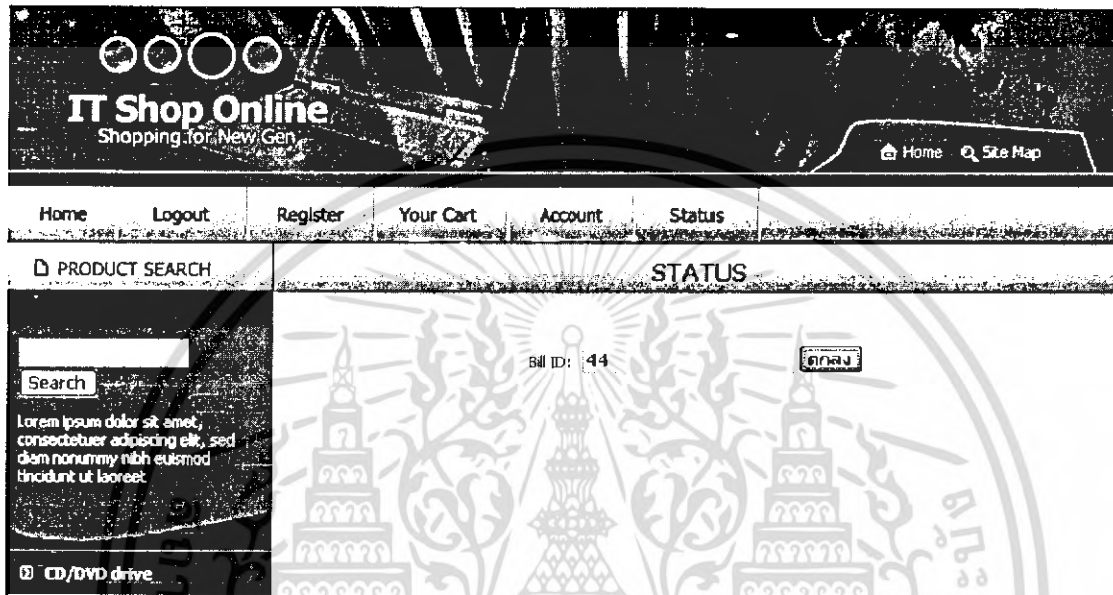 IT Shop Online
Shopping for New Gen
Home Site Map
Home Logout Register Your Cart Account Status
PRODUCT SEARCH
STATUS
Bill ID: 44 ตกลง
Search
Lorem ipsum dolor sit amet,
consectetuer adipiscing elit, sed
diam nonummy nibh euismod
tincidunt ut laoreet
CD/DVD drive